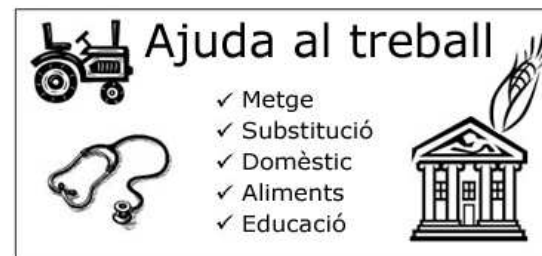 Ajuda al treball
✓ Metge
✓ Substitució
✓ Domèstic
✓ Aliments
✓ Educació